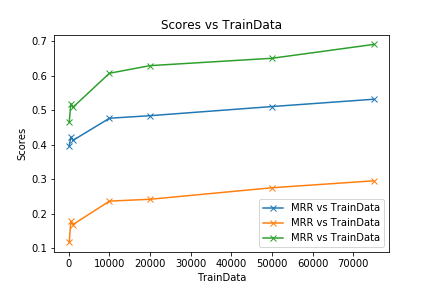 Scores vs TrainData
0.7
0.6
0.5
0.4
0.3
0.2
0.1
Scores
MRR vs TrainData
MRR vs TrainData
MRR vs TrainData
0 10000 20000 30000 40000 50000 60000 70000
TrainData